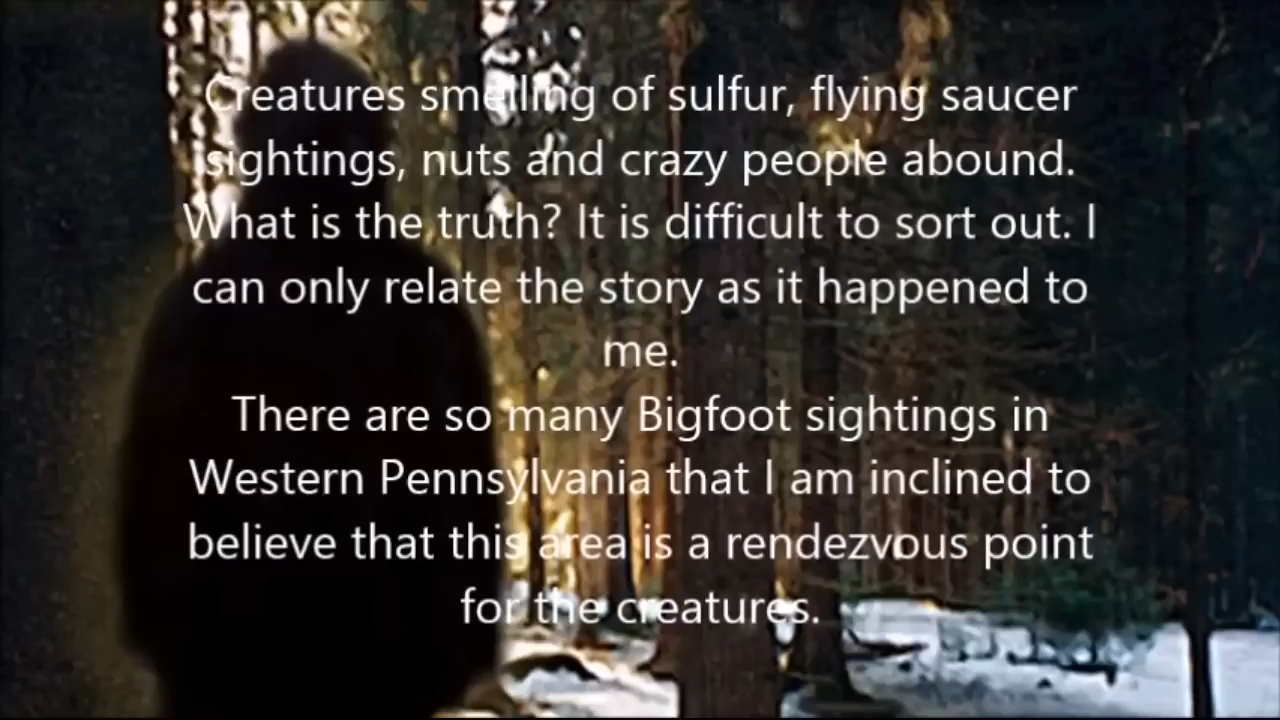 Creatures smelling of sulfur, flying saucer
sightings, nuts and crazy people abound.
What is the truth? It is difficult to sort out. I
can only relate the story as it happened to
me.
There are so many Bigfoot sightings in
Western Pennsylvania that I am inclined to
believe that this area is a rendezvous point
for the creatures.